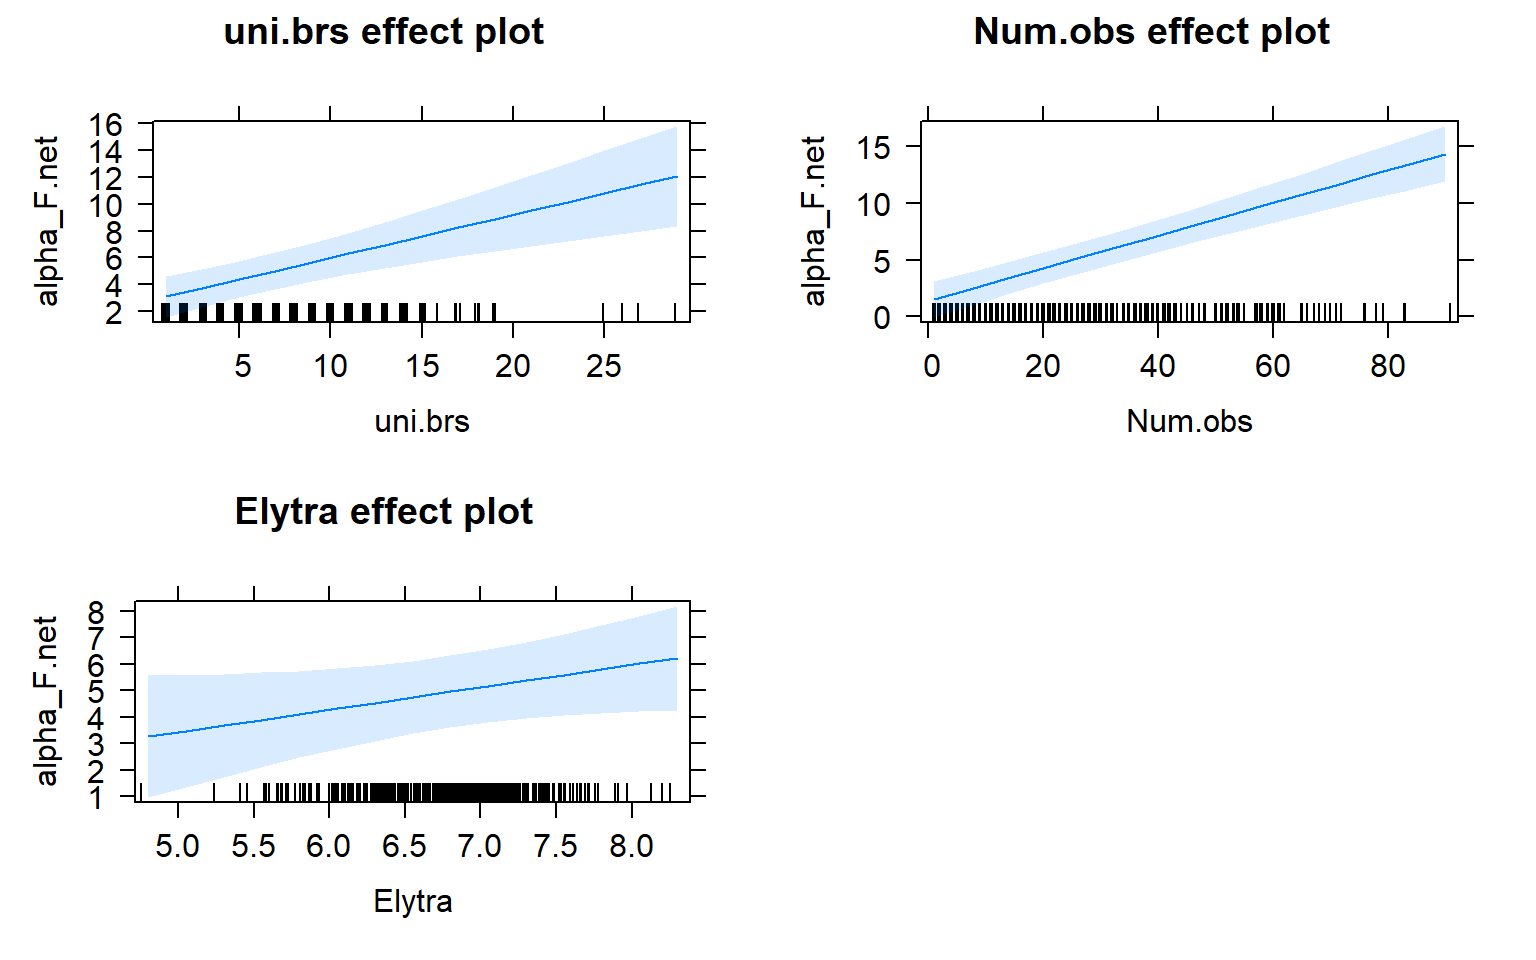 uni.brs effect plot
alpha_F.net
16
14
12
10
8
6
4
2
5 10 15 20 25
uni.brs
Num.obs effect plot
alpha_F.net
15
10
5
0
0 20 40 60 80
Num.obs
Elytra effect plot
alpha_F.net
8
7
6
5
4
3
2
1
5.0 5.5 6.0 6.5 7.0 7.5 8.0
Elytra